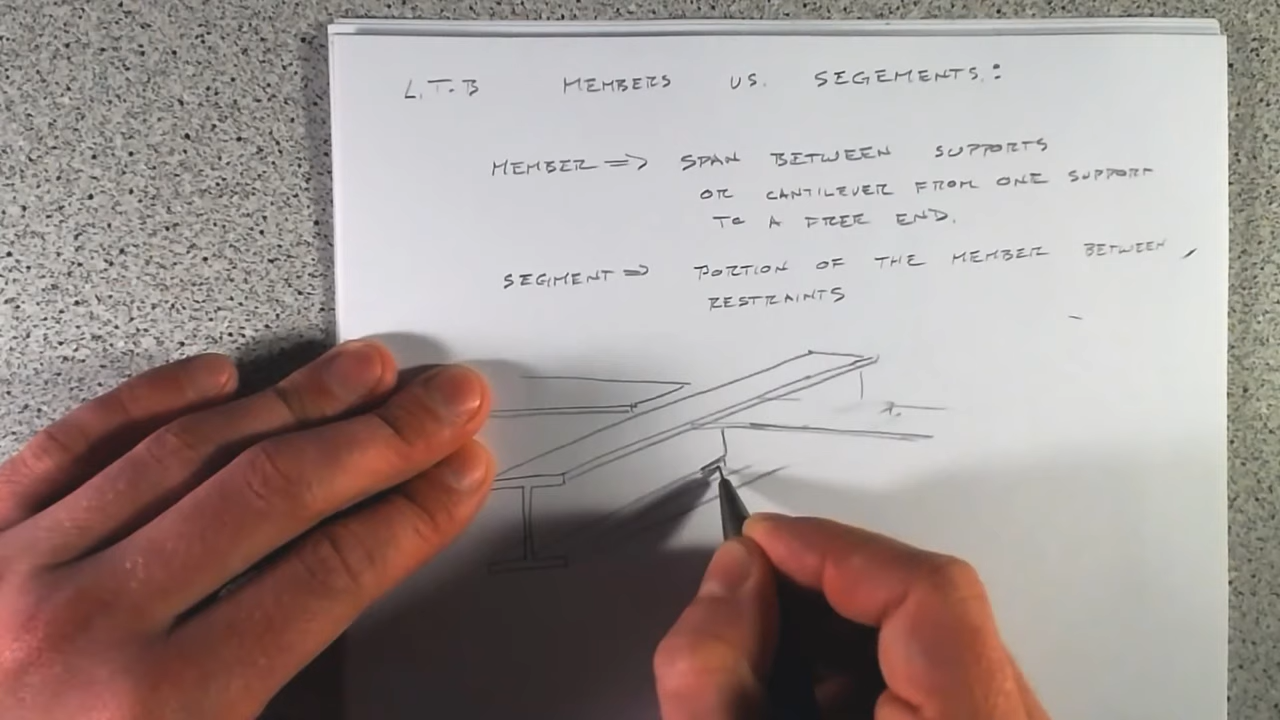 L.T.B MEMBERS VS. SEGEMENTS:
MEMBER => SPAN BETWEEN SUPPORTS
OR CANTILEVER FROM ONE SUPPORT
TO A FREE END.
SEGMENT => PORTION OF THE MEMBER BETWEEN
RESTRAINTS